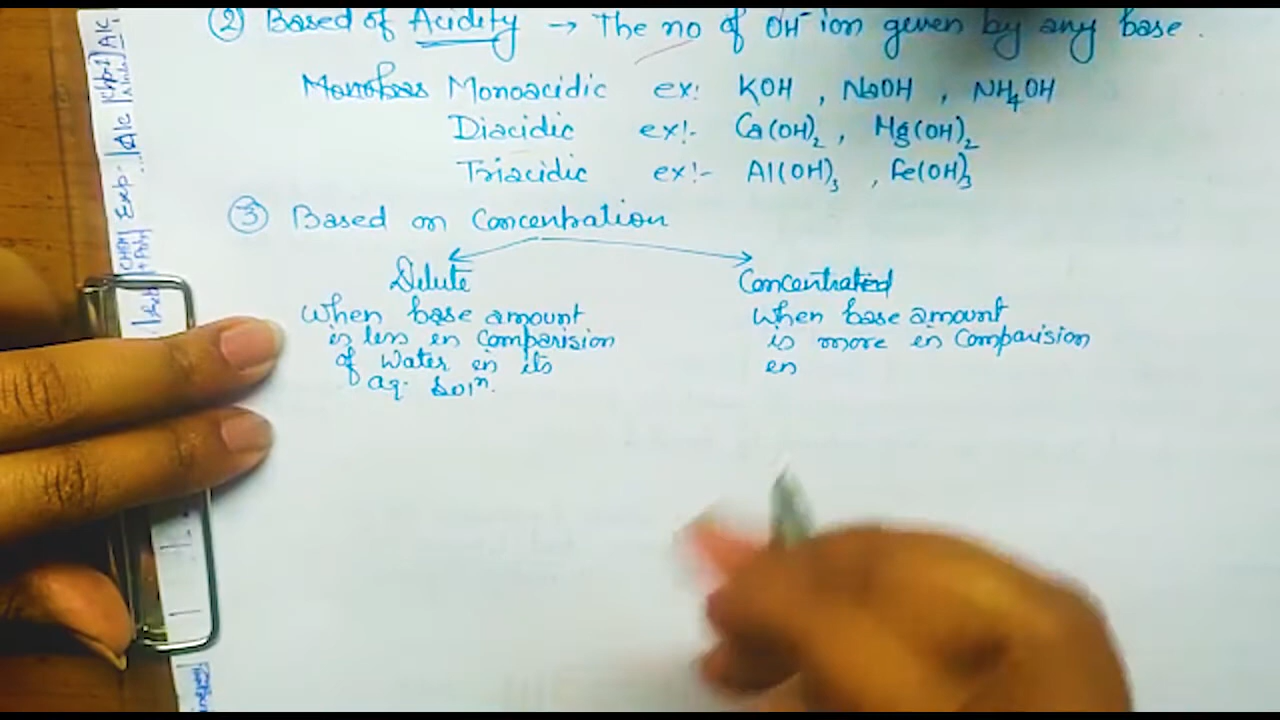 ② Based of Acidity → The no of OH⁻ ion given by any base.
Monoacidic ex:- KOH, NaOH, NH₄OH
Diacidic ex:- Ca(OH)₂, Mg(OH)₂
Triacidic ex:- Al(OH)₃, Fe(OH)₃
③ Based on Concentration
Dilute
When base amount
is less in Comparision
of Water in its
aq. Solⁿ.
Concentrated
When base amount
is more in Comparision
in
CHEM
Exp:-